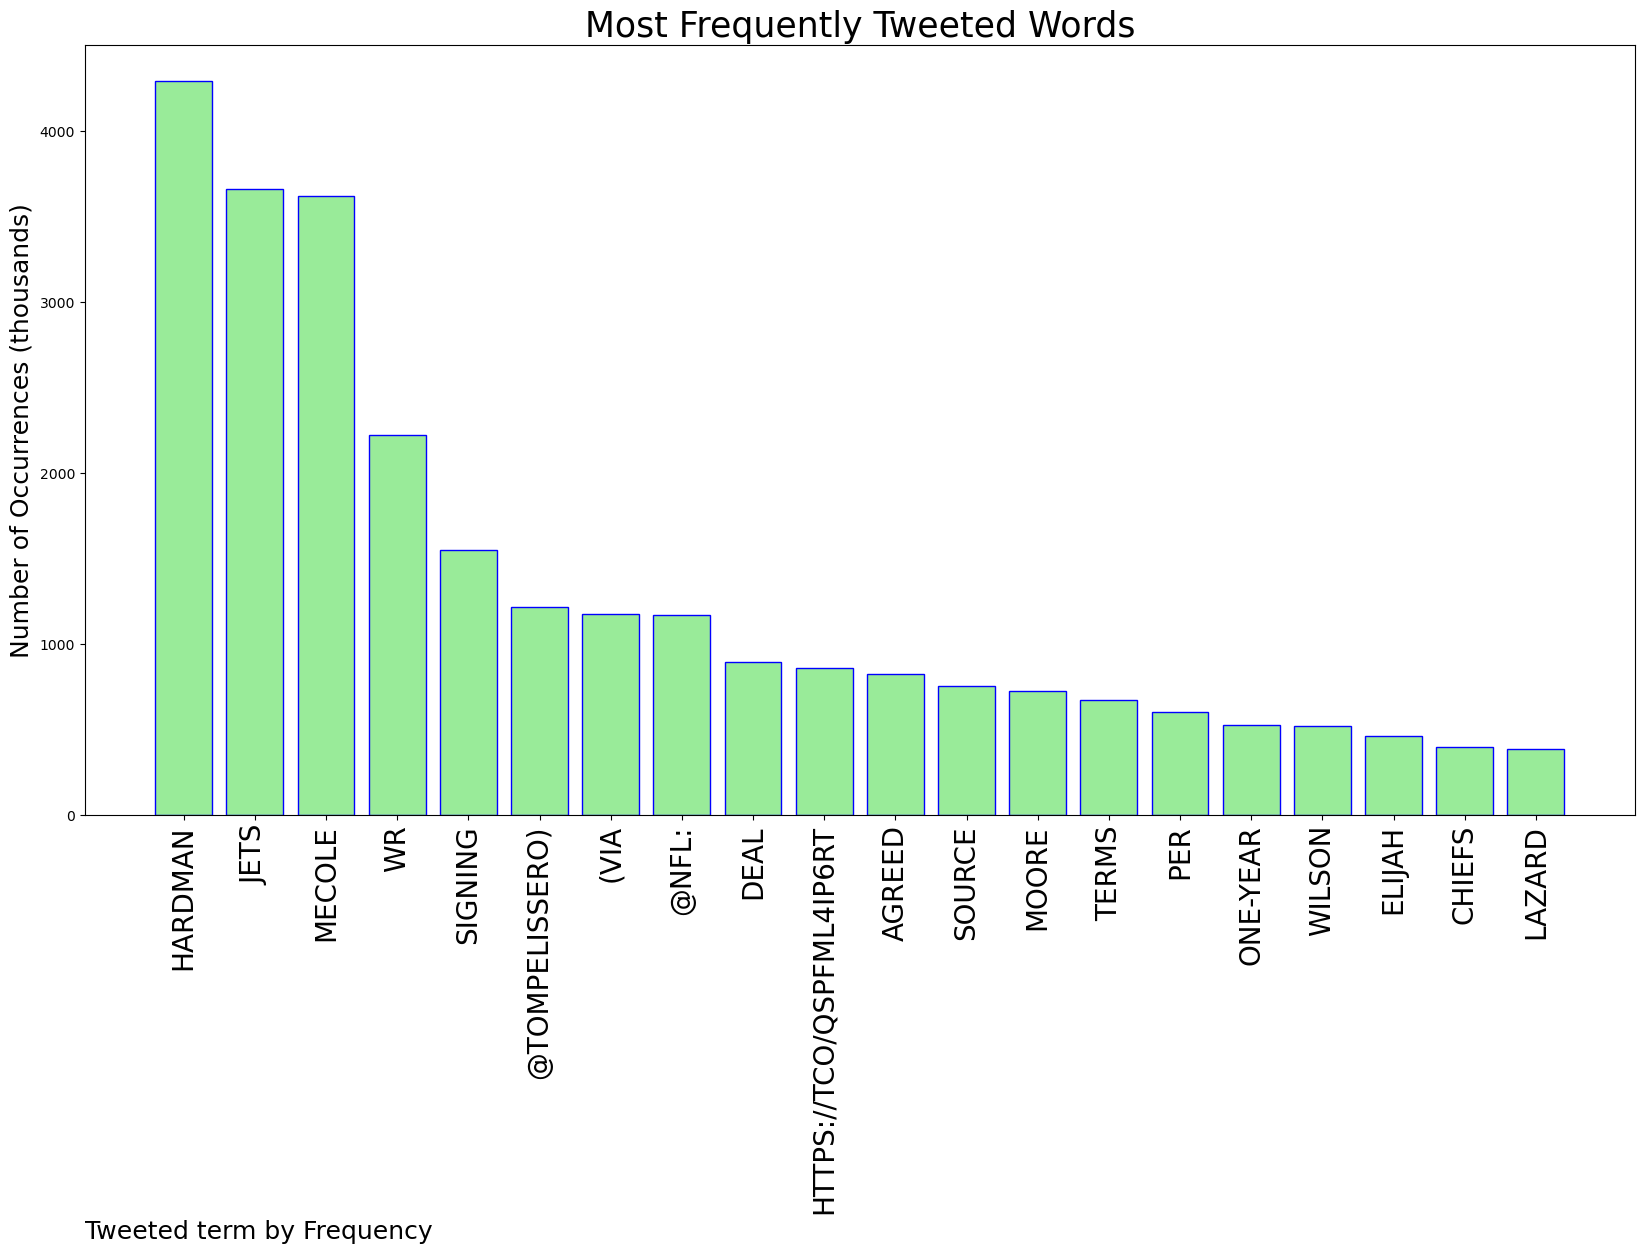 Most Frequently Tweeted Words
Number of Occurrences (thousands)
4000
3000
2000
1000
0
HARDMAN
JETS
MECOLE
WR
SIGNING
@TOMPELISSERO)
(VIA
@NFL:
DEAL
HTTPS://TCO/QSPFML4IP6RT
AGREED
SOURCE
MOORE
TERMS
PER
ONE-YEAR
WILSON
ELIJAH
CHIEFS
LAZARD
Tweeted term by Frequency